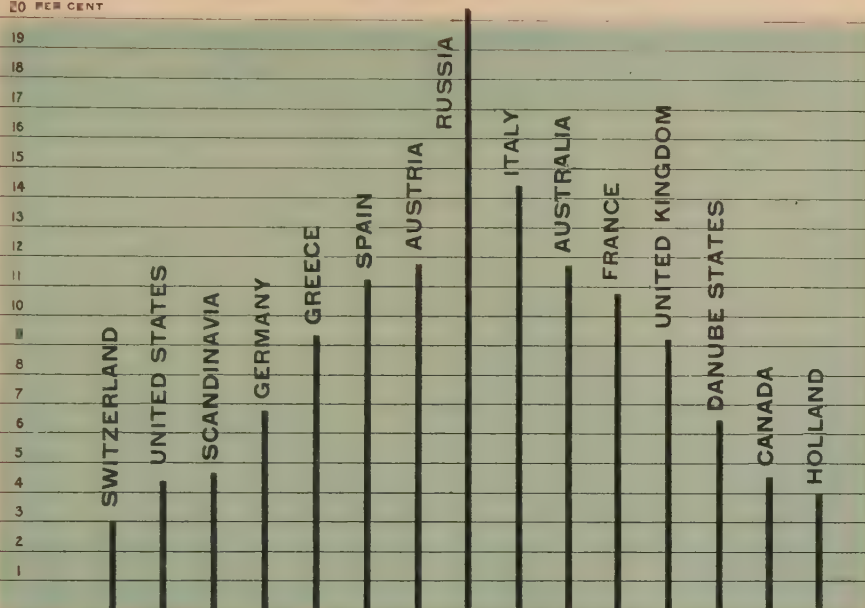 20 PER CENT
19
18
17
16
15
14
13
12
11
10
8
7
6
5
4
3
2
1
SWITZERLAND
UNITED STATES
SCANDINAVIA
GERMANY
GREECE
SPAIN
AUSTRIA
RUSSIA
ITALY
AUSTRALIA
FRANCE
UNITED KINGDOM
DANUBE STATES
CANADA
HOLLAND